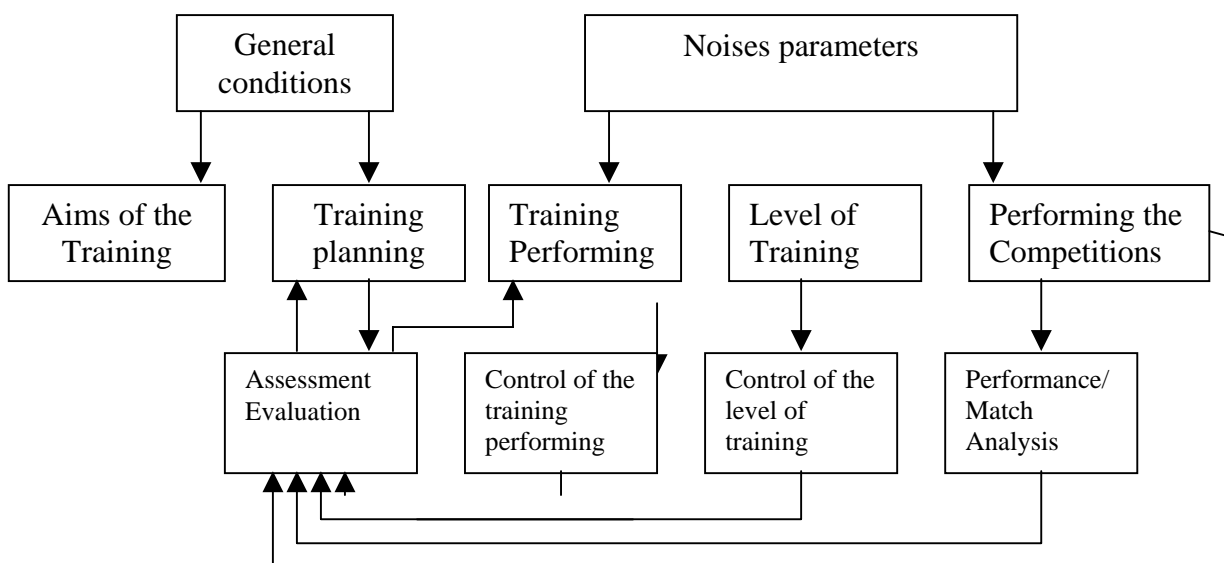 General
conditions
Noises parameters
Aims of the
Training
Training
planning
Training
Performing
Level of
Training
Performing the
Competitions
Assessment
Evaluation
Control of the
training
performing
Control of the
level of
training
Performance/
Match
Analysis